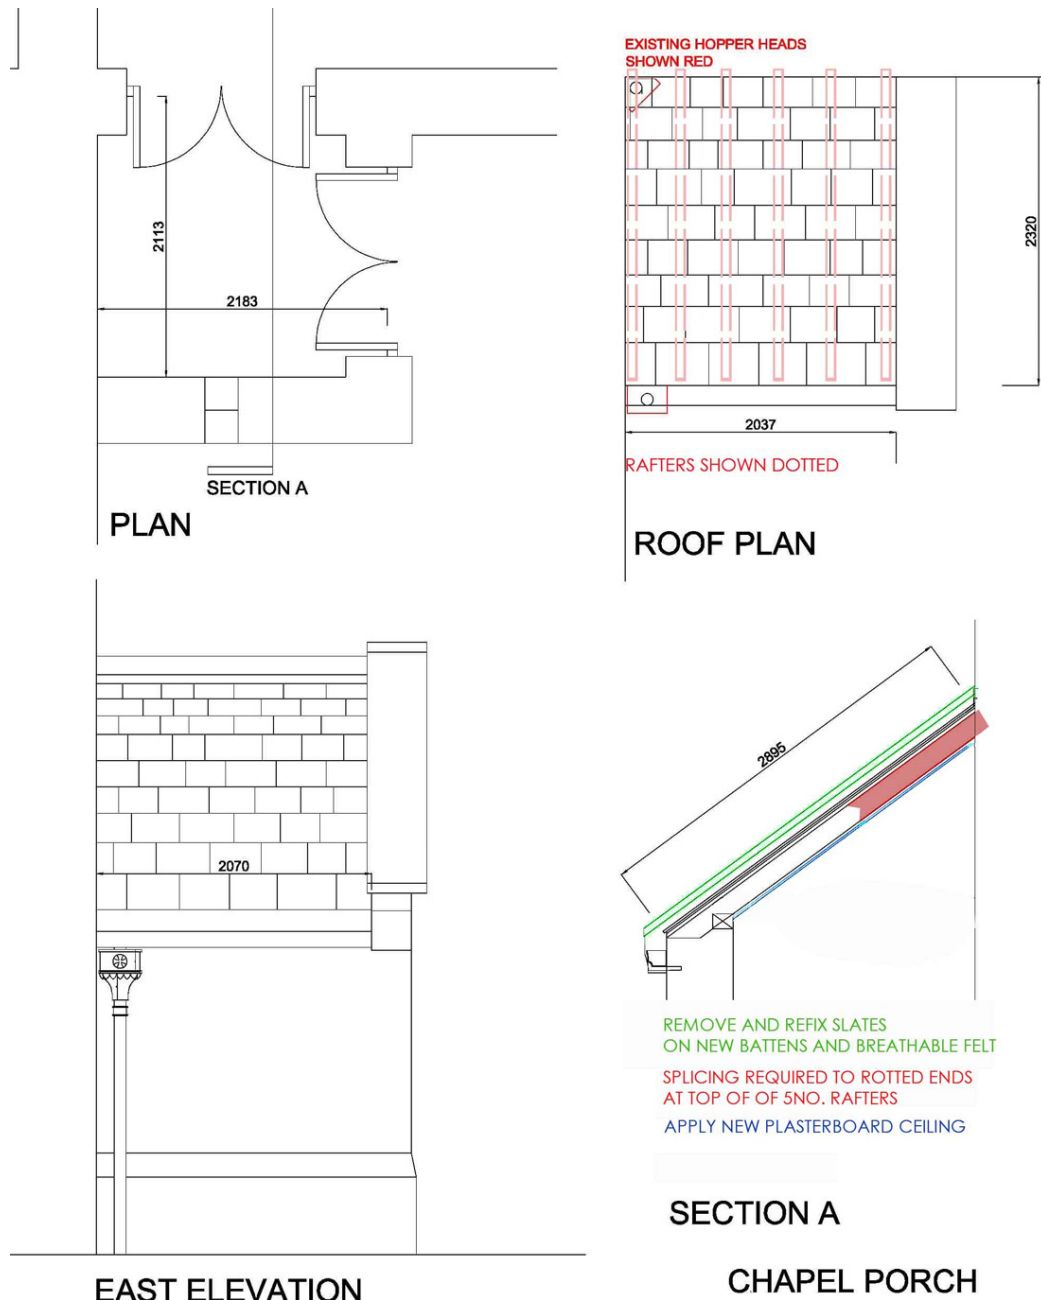 EXISTING HOPPER HEADS
SHOWN RED
2113
2183
2320
2037
SECTION A
RAFTERS SHOWN DOTTED
PLAN
ROOF PLAN
2895
2070
REMOVE AND REFIX SLATES
ON NEW BATTENS AND BREATHABLE FELT
SPLICING REQUIRED TO ROTTED ENDS
AT TOP OF OF 5NO. RAFTERS
APPLY NEW PLASTERBOARD CEILING
SECTION A
EAST ELEVATION
CHAPEL PORCH